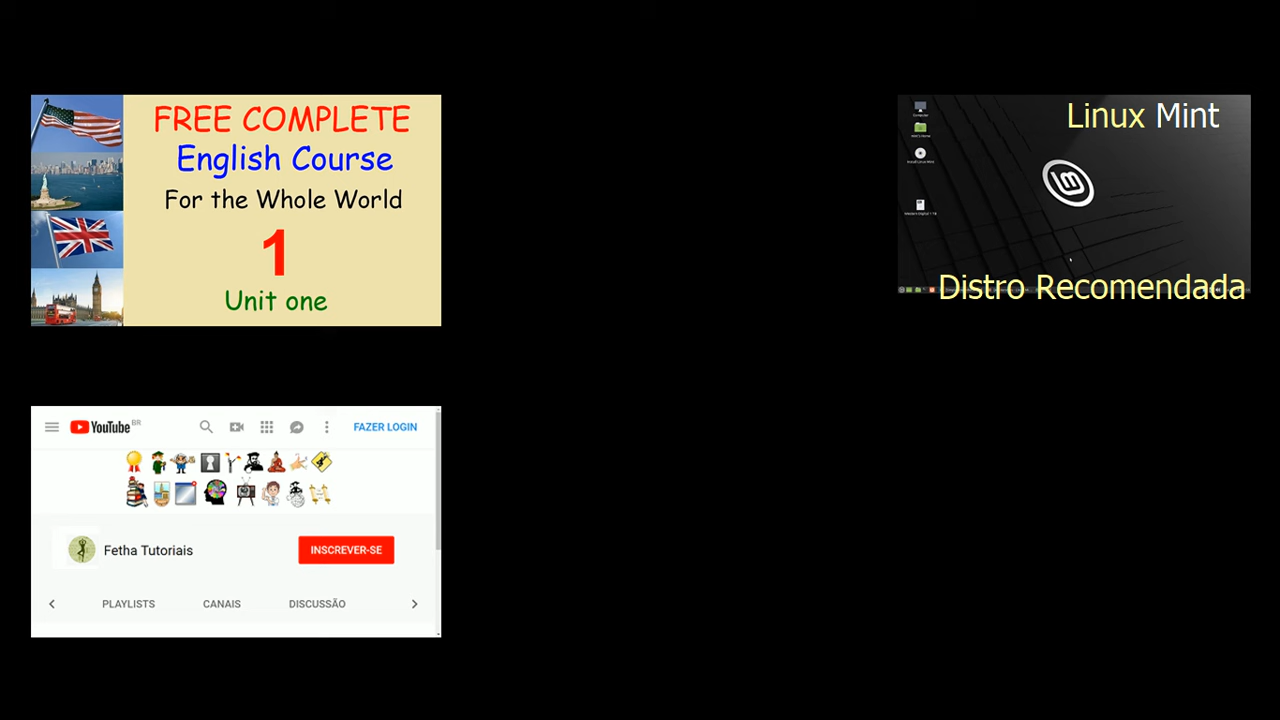 FREE COMPLETE
English Course
For the Whole World
1
Unit one
Linux Mint
Distro Recomendada
YouTube BR
FAZER LOGIN
Fetha Tutoriais
INSCREVER-SE
PLAYLISTS CANAIS DISCUSSÃO